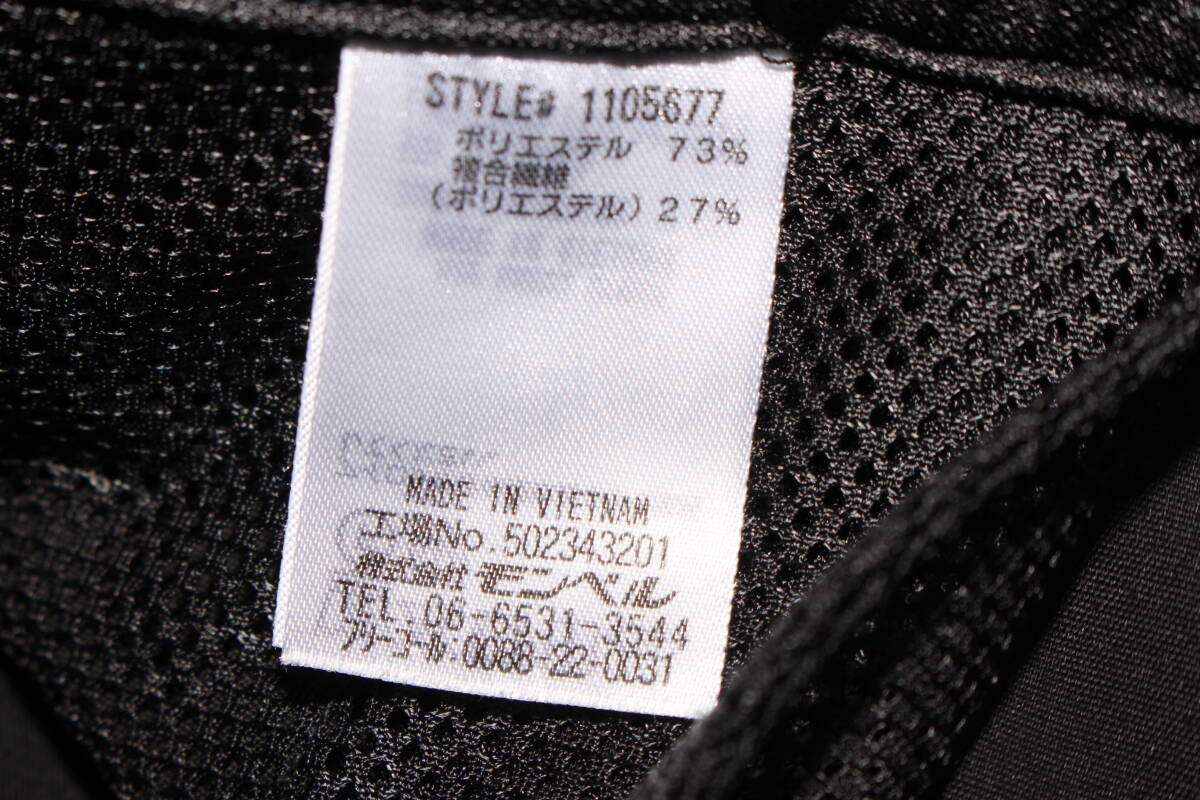 STYLE# 1105677
ポリエステル 73%
複合繊維
(ポリエステル) 27%
MADE IN VIETNAM
工場No.502343201
株式会社 モンベル
TEL.06-6531-3544
フリーコール:0088-22-0031